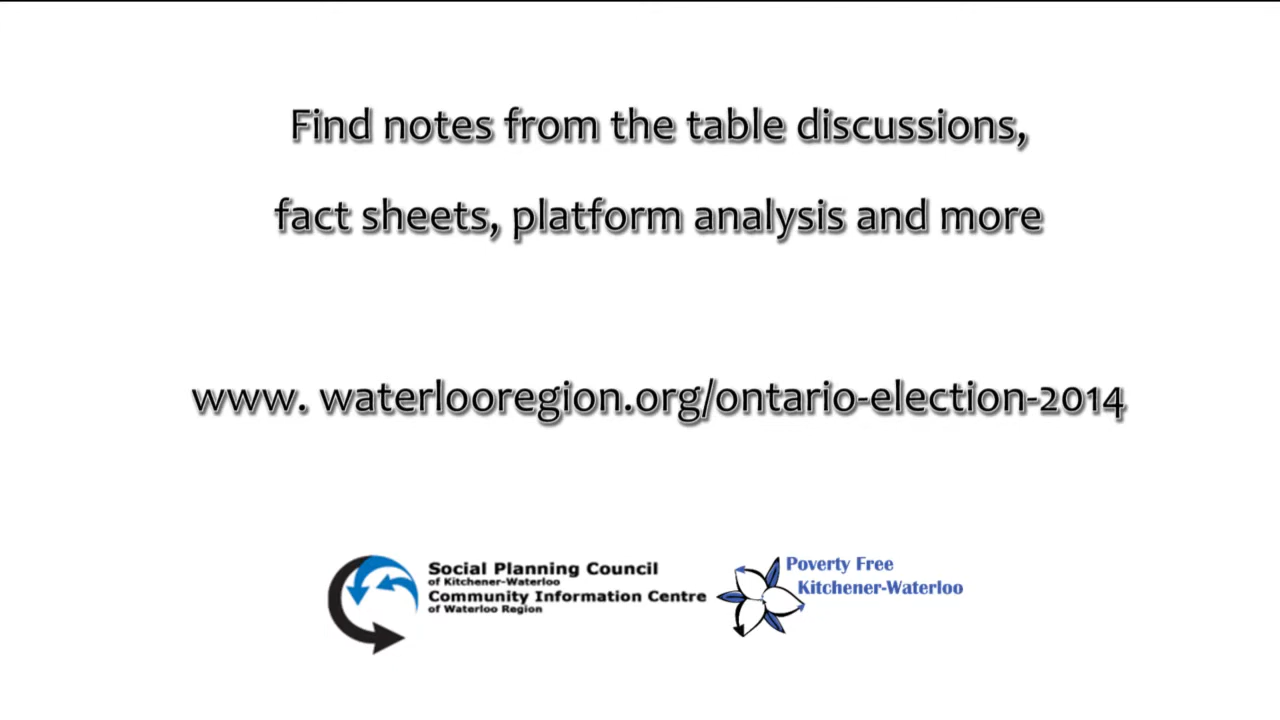 Find notes from the table discussions,
fact sheets, platform analysis and more
www. waterlooregion.org/ontario-election-2014
Social Planning Council
of Kitchener-Waterloo
Community Information Centre
of Waterloo Region
Poverty Free
Kitchener-Waterloo